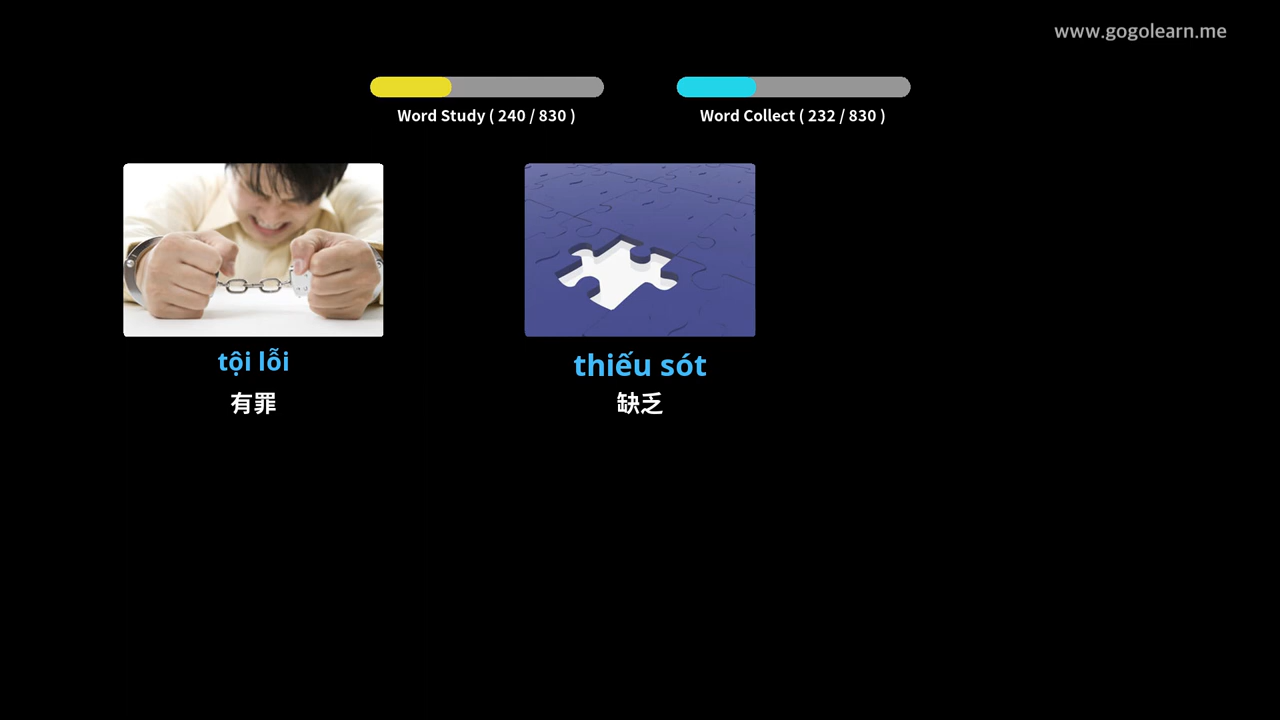 www.gogolearn.me
Word Study ( 240 / 830 )
Word Collect ( 232 / 830 )
tội lỗi
thiếu sót
有罪
缺乏